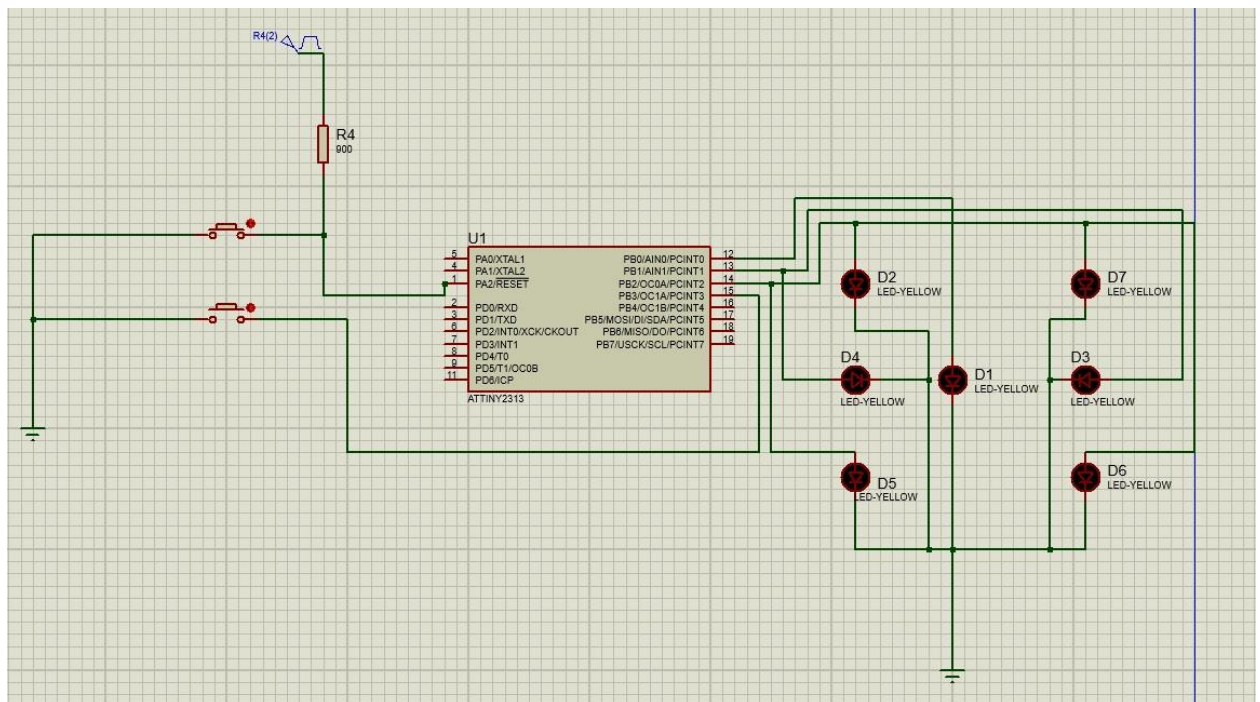 R4(2)
R4
900
U1
5 PA0/XTAL1
4 PA1/XTAL2
1 PA2/RESET
2 PD0/RXD
3 PD1/TXD
6 PD2/INT0/XCK/CKOUT
7 PD3/INT1
8 PD4/T0
9 PD5/T1/OC0B
11 PD6/ICP
PB0/AIN0/PCINT0 12
PB1/AIN1/PCINT1 13
PB2/OC0A/PCINT2 14
PB3/OC1A/PCINT3 15
PB4/OC1B/PCINT4 16
PB5/MOSI/DI/SDA/PCINT5 17
PB6/MISO/DO/PCINT6 18
PB7/USCK/SCL/PCINT7 19
ATTINY2313
D2
LED-YELLOW
D7
LED-YELLOW
D4
LED-YELLOW
D1
LED-YELLOW
D3
LED-YELLOW
D5
LED-YELLOW
D6
LED-YELLOW